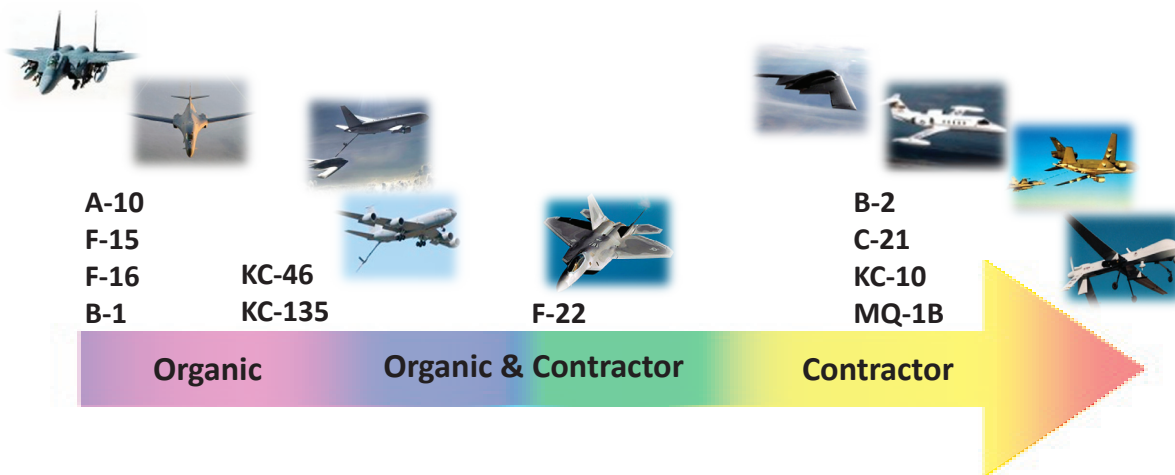 A-10
F-15
F-16
B-1
KC-46
KC-135
F-22
B-2
C-21
KC-10
MQ-1B
Organic
Organic & Contractor
Contractor